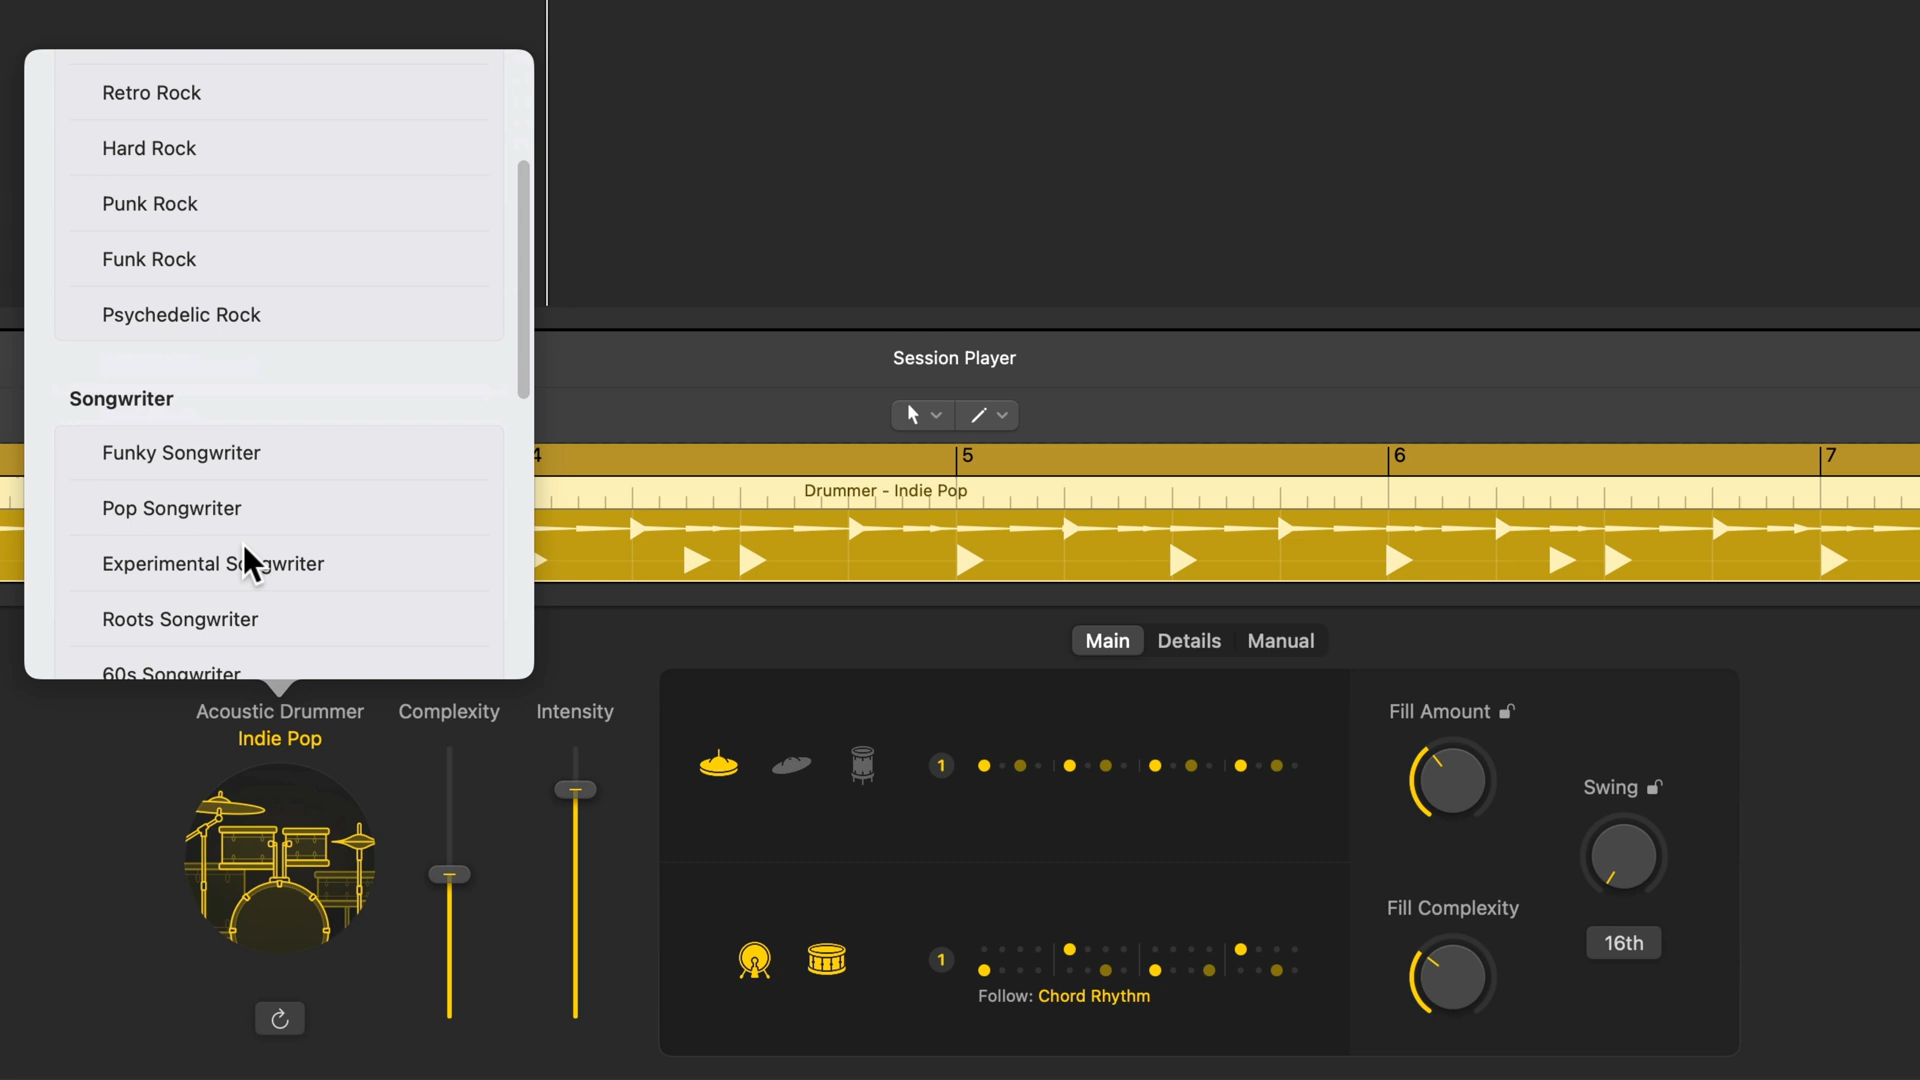 Retro Rock
Hard Rock
Punk Rock
Funk Rock
Psychedelic Rock
Songwriter
Funky Songwriter
Pop Songwriter
Experimental Songwriter
Roots Songwriter
60s Songwriter
Session Player
4
5
6
7
Drummer - Indie Pop
Main
Details
Manual
Acoustic Drummer
Indie Pop
Complexity
Intensity
1
1
Follow: Chord Rhythm
Fill Amount
Swing
Fill Complexity
16th